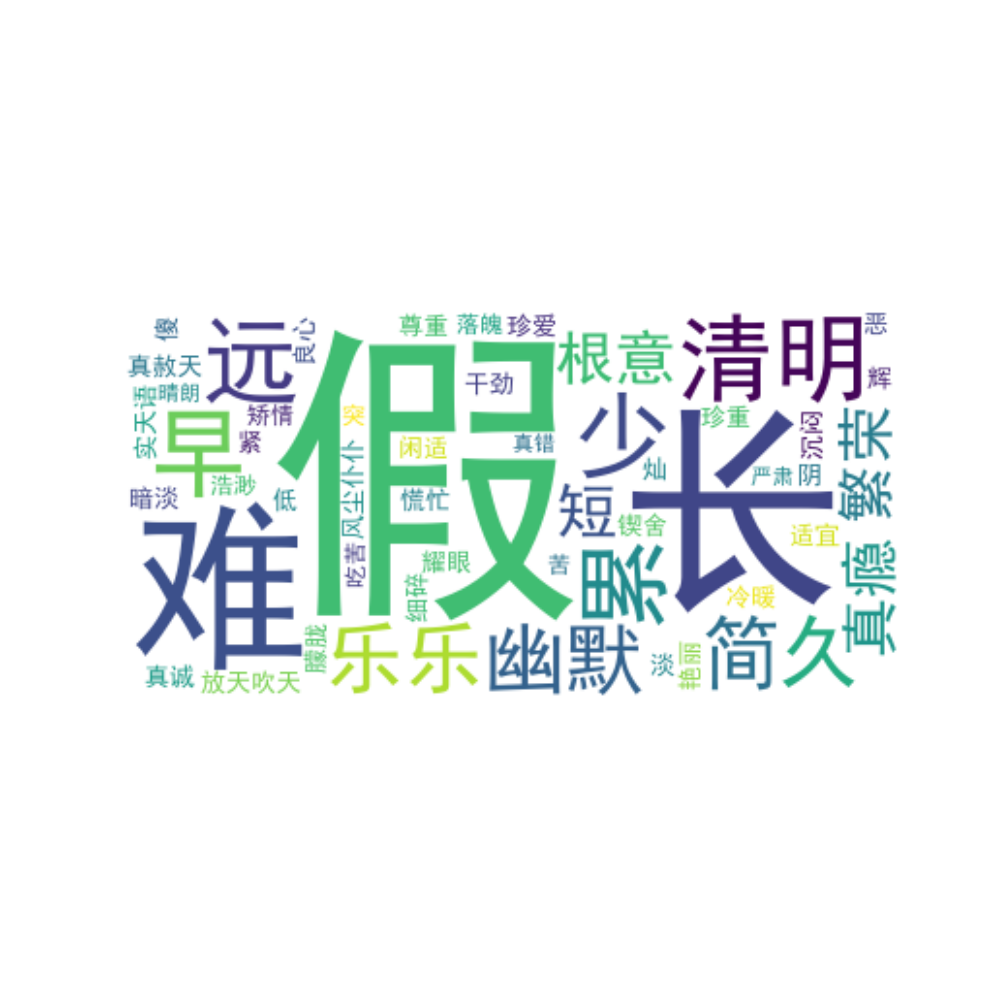 傻
远
良心
尊重
落魄
珍爱
清明
恶
真赦天
晴朗
实天语
早
矫情
紧
突
假
闲适
干劲
真错
根意
少
长
珍重
沉闷
辉
繁荣
暗淡
浩渺
低
风尘仆仆
慌忙
短
灿
严肃
阴
锲舍
适宜
难
吃苦
耀眼
细碎
苦
累
冷暖
真瘾
真诚
放天吹天
朦胧
乐乐
幽默
淡
艳丽
简
久